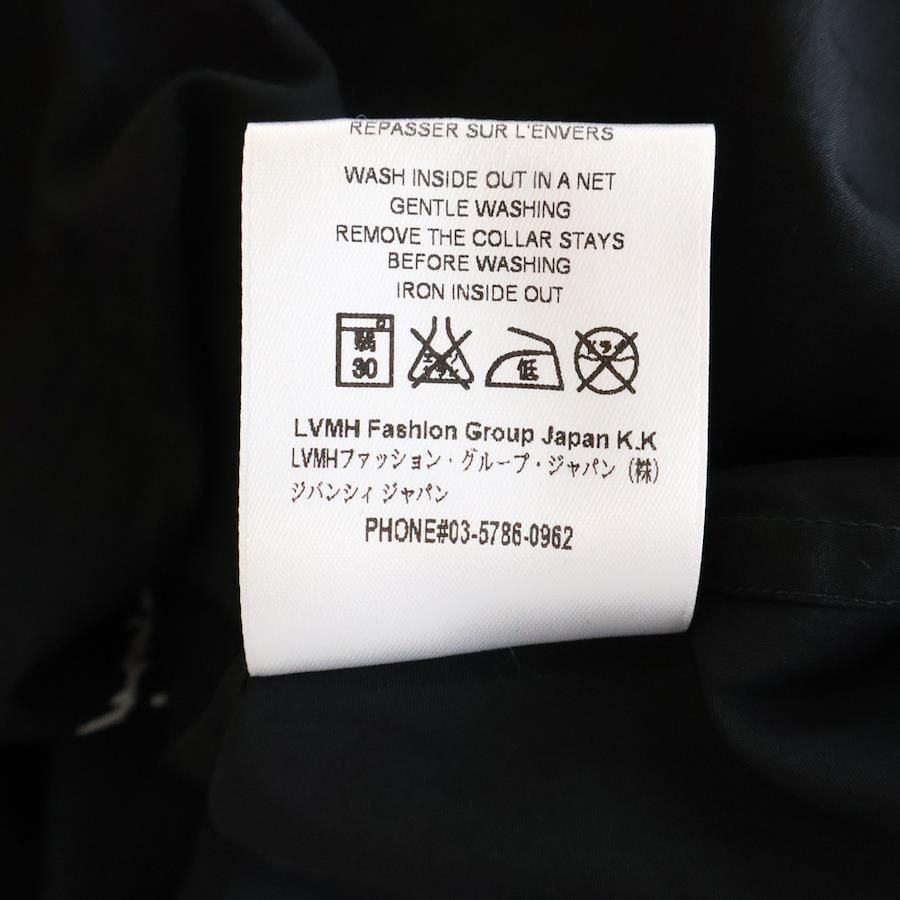 REPASSER SUR L'ENVERS
WASH INSIDE OUT IN A NET
GENTLE WASHING
REMOVE THE COLLAR STAYS
BEFORE WASHING
IRON INSIDE OUT
30
低
LVMH Fashion Group Japan K.K
LVMHファッション・グループ・ジャパン (株)
ジバンシィ ジャパン
PHONE#03-5786-0962